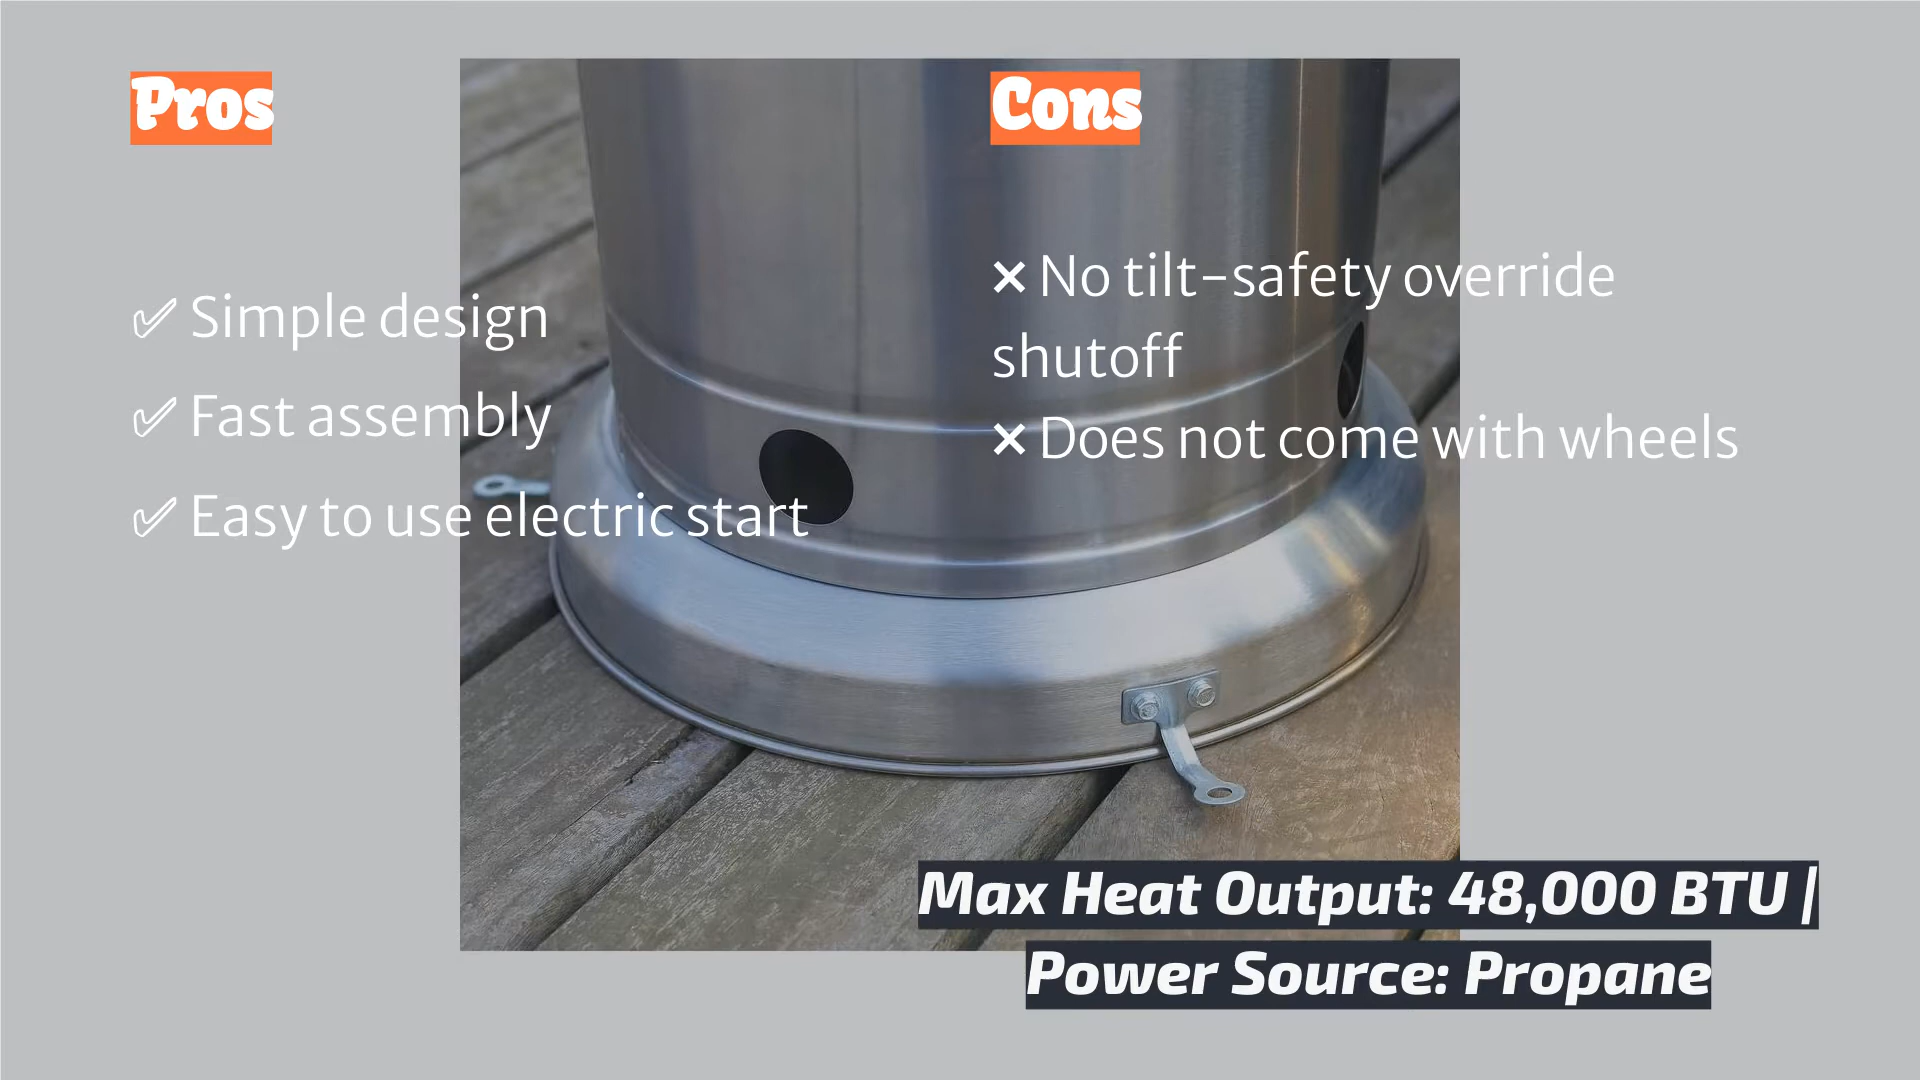 Pros
✅ Simple design
✅ Fast assembly
✅ Easy to use electric start
Cons
❌ No tilt-safety override
shutoff
❌ Does not come with wheels
Max Heat Output: 48,000 BTU |
Power Source: Propane